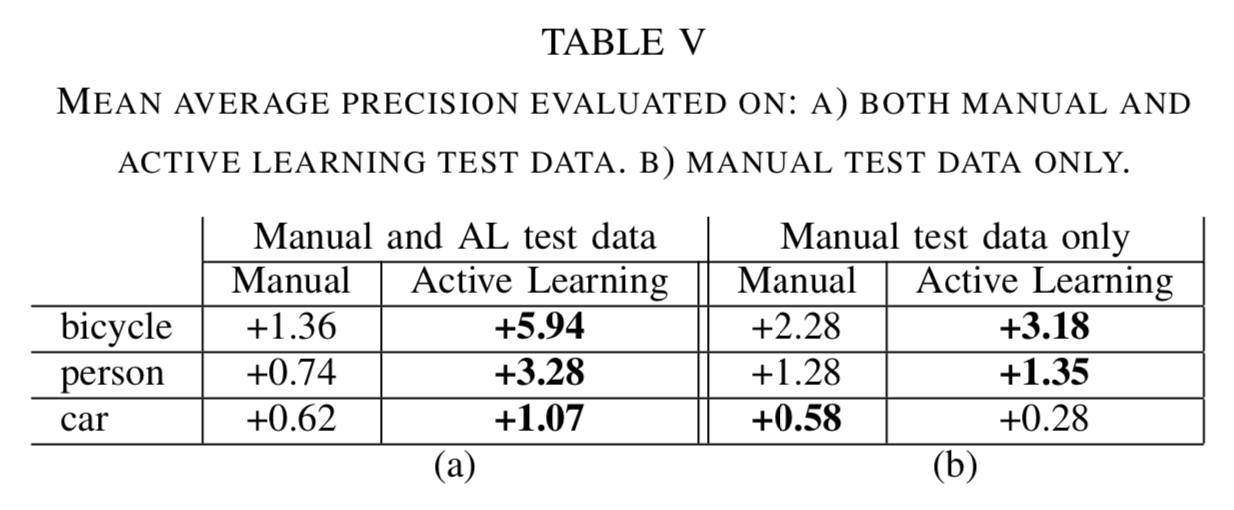 TABLE V
MEAN AVERAGE PRECISION EVALUATED ON: A) BOTH MANUAL AND
ACTIVE LEARNING TEST DATA. B) MANUAL TEST DATA ONLY.
Manual and AL test data Manual test data only
Manual Active Learning Manual Active Learning
bicycle +1.36 +5.94 +2.28 +3.18
person +0.74 +3.28 +1.28 +1.35
car +0.62 +1.07 +0.58 +0.28
(a) (b)